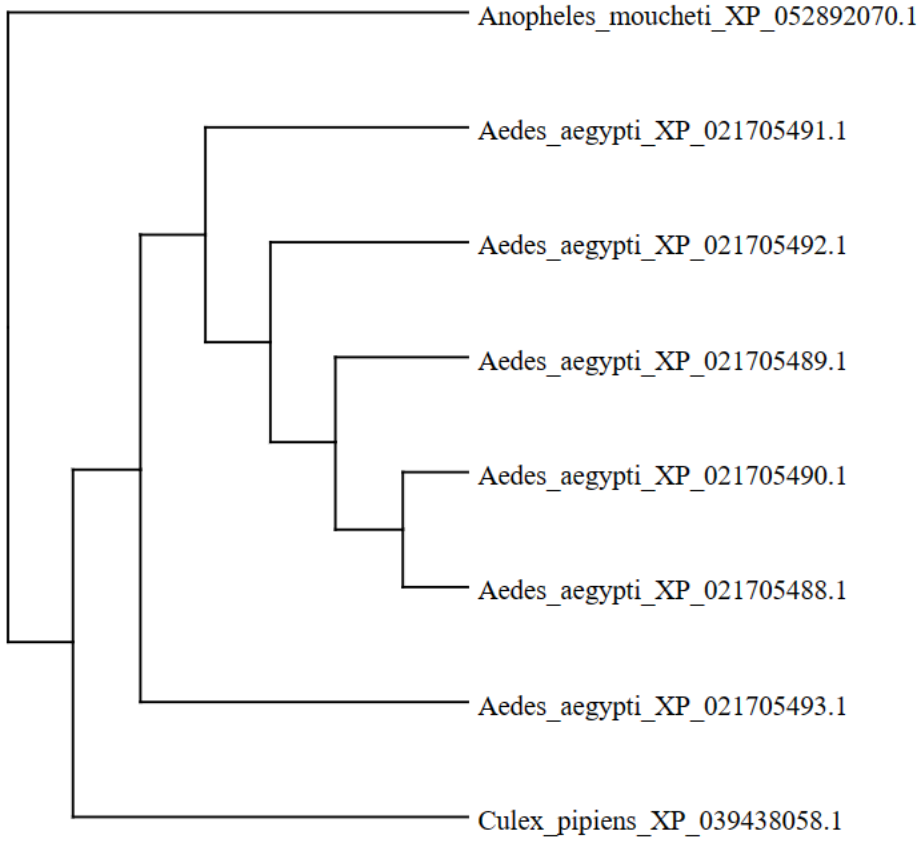 Anopheles_moucheti_XP_052892070.1
Aedes_aegypti_XP_021705491.1
Aedes_aegypti_XP_021705492.1
Aedes_aegypti_XP_021705489.1
Aedes_aegypti_XP_021705490.1
Aedes_aegypti_XP_021705488.1
Aedes_aegypti_XP_021705493.1
Culex_pipiens_XP_039438058.1